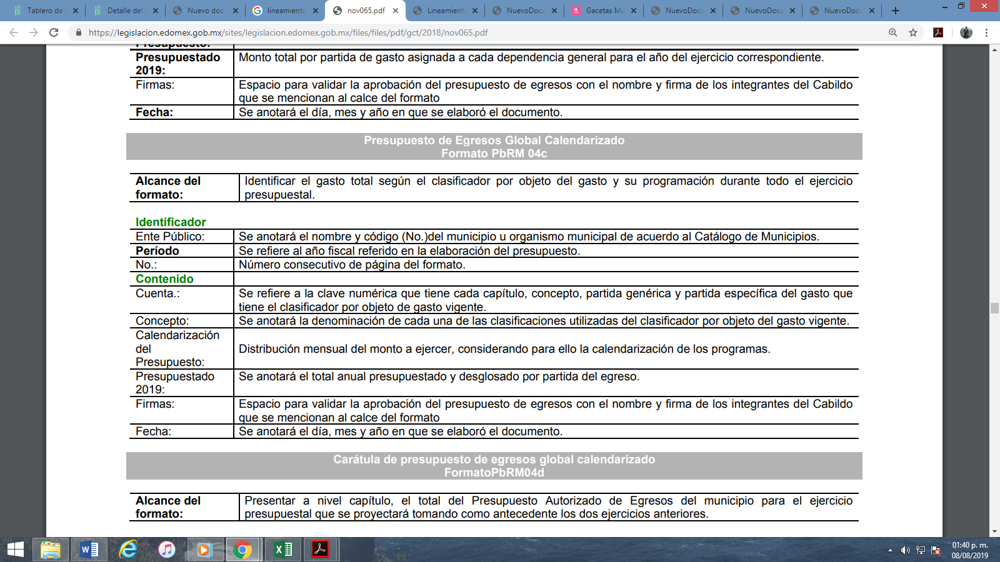 Tablero de S
Detalle del S
Nuevo doc
lineamiento
nov065.pdf
Lineamiento
NuevoDocu
Gacetas Mu
NuevoDocu
NuevoDocu
NuevoDocu
https://legislacion.edomex.gob.mx/sites/legislacion.edomex.gob.mx/files/files/pdf/gct/2018/nov065.pdf
Presupuesto:
Presupuestado 2019: Monto total por partida de gasto asignada a cada dependencia general para el año del ejercicio correspondiente.
Firmas: Espacio para validar la aprobación del presupuesto de egresos con el nombre y firma de los integrantes del Cabildo
que se mencionan al calce del formato
Fecha: Se anotará el día, mes y año en que se elaboró el documento.
Presupuesto de Egresos Global Calendarizado
Formato PbRM 04c
Alcance del formato: Identificar el gasto total según el clasificador por objeto del gasto y su programación durante todo el ejercicio
presupuestal.
Identificador
Ente Público: Se anotará el nombre y código (No.)del municipio u organismo municipal de acuerdo al Catálogo de Municipios.
Período Se refiere al año fiscal referido en la elaboración del presupuesto.
No.: Número consecutivo de página del formato.
Contenido
Cuenta.: Se refiere a la clave numérica que tiene cada capítulo, concepto, partida genérica y partida específica del gasto que
tiene el clasificador por objeto de gasto vigente.
Concepto: Se anotará la denominación de cada una de las clasificaciones utilizadas del clasificador por objeto del gasto vigente.
Calendarización
del
Presupuesto: Distribución mensual del monto a ejercer, considerando para ello la calendarización de los programas.
Presupuestado 2019: Se anotará el total anual presupuestado y desglosado por partida del egreso.
Firmas: Espacio para validar la aprobación del presupuesto de egresos con el nombre y firma de los integrantes del Cabildo
que se mencionan al calce del formato
Fecha: Se anotará el día, mes y año en que se elaboró el documento.
Carátula de presupuesto de egresos global calendarizado
FormatoPbRM04d
Alcance del formato: Presentar a nivel capítulo, el total del Presupuesto Autorizado de Egresos del municipio para el ejercicio
presupuestal que se proyectará tomando como antecedente los dos ejercicios anteriores.
01:40 p. m.
08/08/2019